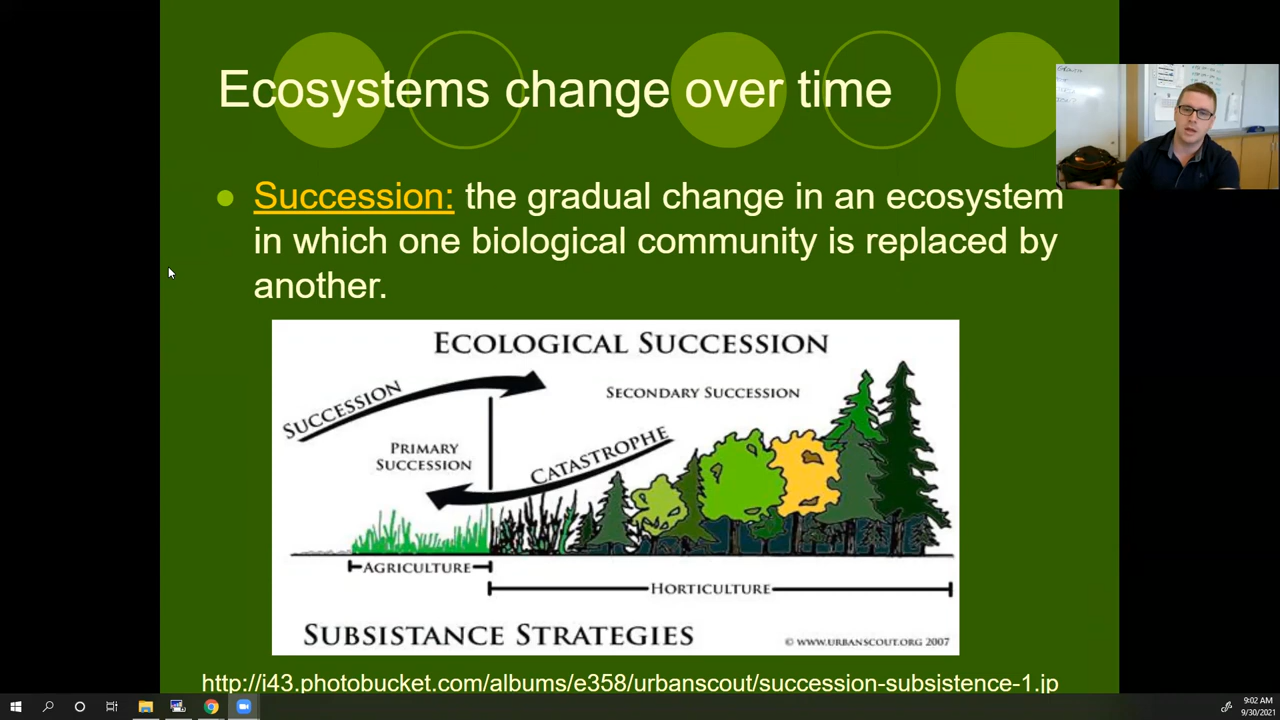 Ecosystems change over time
Succession: the gradual change in an ecosystem
in which one biological community is replaced by
another.
ECOLOGICAL SUCCESSION
SUCCESSION
SECONDARY SUCCESSION
PRIMARY
SUCCESSION
CATASTROPHE
AGRICULTURE
HORTICULTURE
SUBSISTANCE STRATEGIES
© WWW.URBANSCOUT.ORG 2007
http://i43.photobucket.com/albums/e358/urbanscout/succession-subsistence-1.jp
9:02 AM
9/30/2021